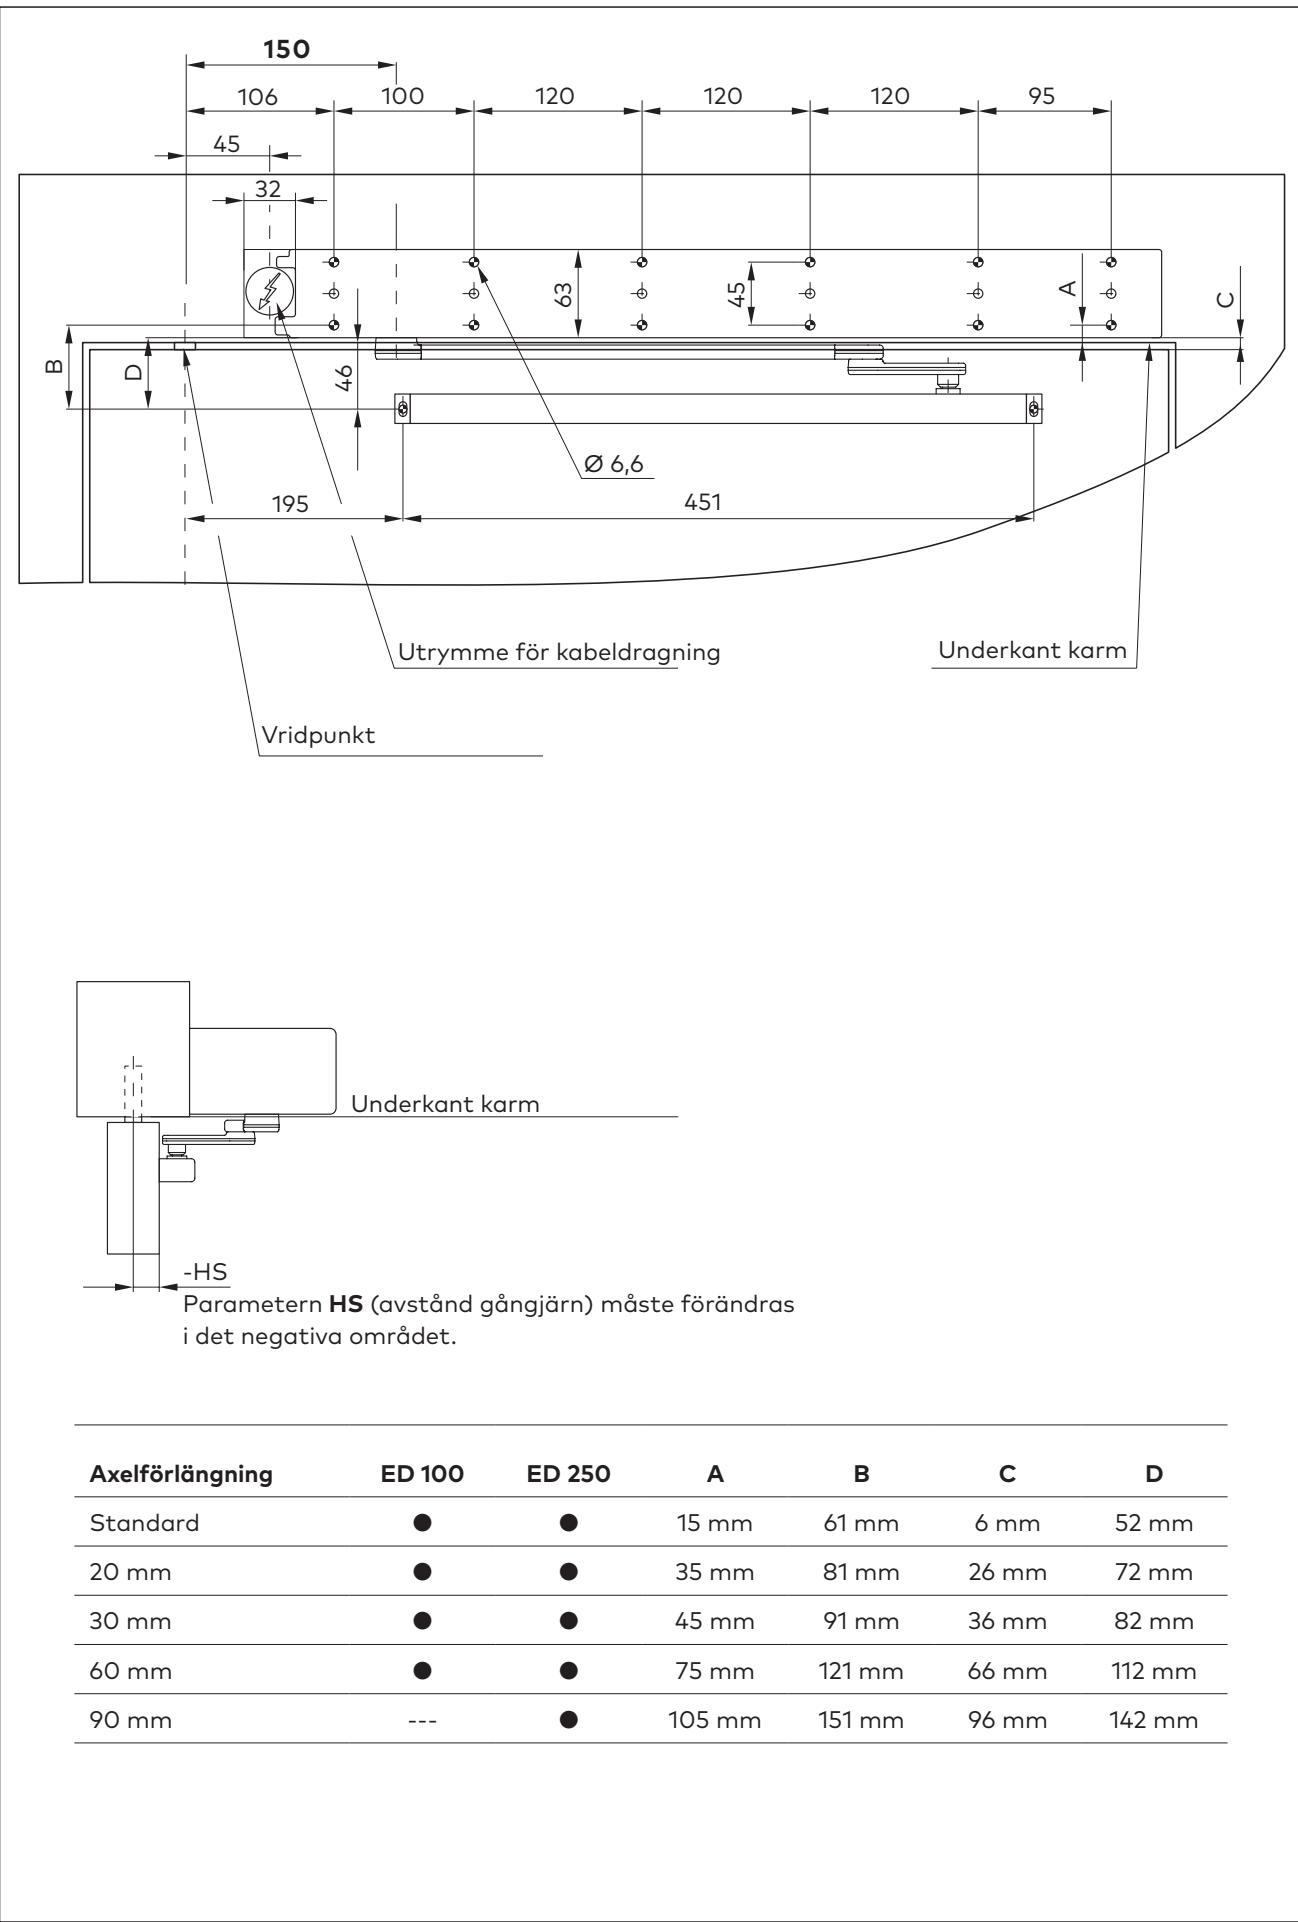 150
106 100 120 120 120 95
45
32
63
45
A
C
B
D
46
Ø 6,6
195
451
Utrymme för kabeldragning
Underkant karm
Vridpunkt
Underkant karm
-HS
Parametern HS (avstånd gångjärn) måste förändras
i det negativa området.
Axelförlängning ED 100 ED 250 A B C D
Standard ● ● 15 mm 61 mm 6 mm 52 mm
20 mm ● ● 35 mm 81 mm 26 mm 72 mm
30 mm ● ● 45 mm 91 mm 36 mm 82 mm
60 mm ● ● 75 mm 121 mm 66 mm 112 mm
90 mm --- ● 105 mm 151 mm 96 mm 142 mm